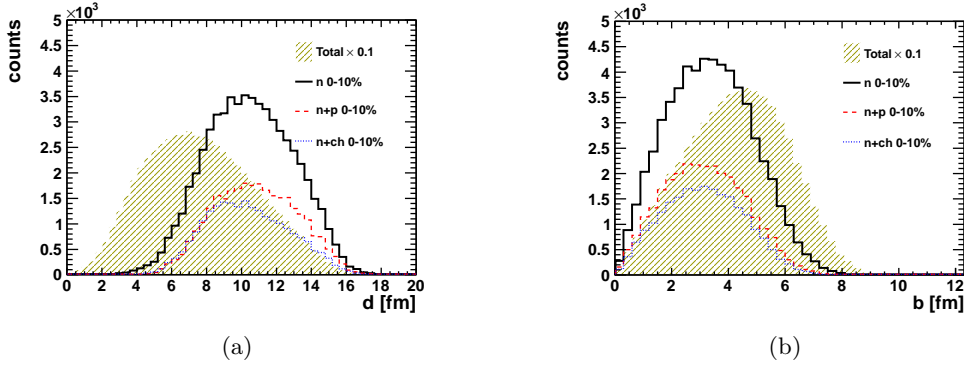 ×10³
counts
5
4.5
4
3.5
3
2.5
2
1.5
1
0.5
0
Total × 0.1
n 0-10%
n+p 0-10%
n+ch 0-10%
0 2 4 6 8 10 12 14 16 18 20
d [fm]
(a)
×10³
counts
5
4.5
4
3.5
3
2.5
2
1.5
1
0.5
0
Total × 0.1
n 0-10%
n+p 0-10%
n+ch 0-10%
0 2 4 6 8 10 12
b [fm]
(b)